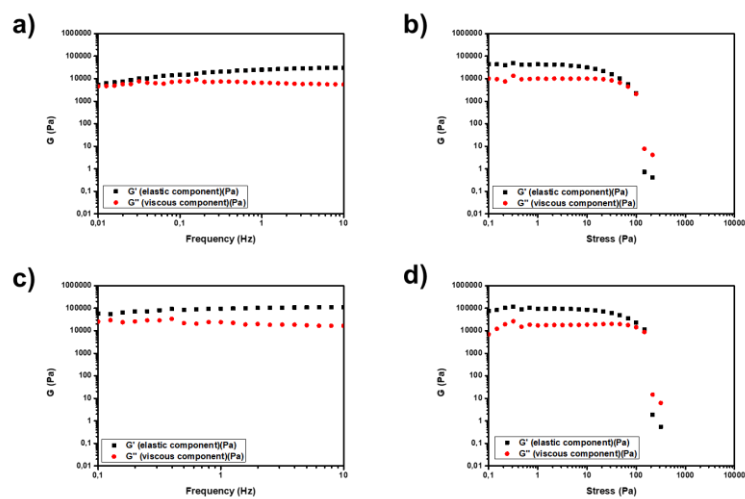 a)
1000000
100000
10000
1000
100
10
1
0,1
0,01
G (Pa)
G' (elastic component)(Pa)
G'' (viscous component)(Pa)
0,01 0,1 1 10
Frequency (Hz)
b)
1000000
100000
10000
1000
100
10
1
0,1
0,01
G (Pa)
G' (elastic component)(Pa)
G'' (viscous component)(Pa)
0,1 1 10 100 1000 10000
Stress (Pa)
c)
1000000
100000
10000
1000
100
10
1
0,1
0,01
G (Pa)
G' (elastic component)(Pa)
G'' (viscous component)(Pa)
0,1 1 10
Frequency (Hz)
d)
1000000
100000
10000
1000
100
10
1
0,1
0,01
G (Pa)
G' (elastic component)(Pa)
G'' (viscous component)(Pa)
0,1 1 10 100 1000 10000
Stress (Pa)